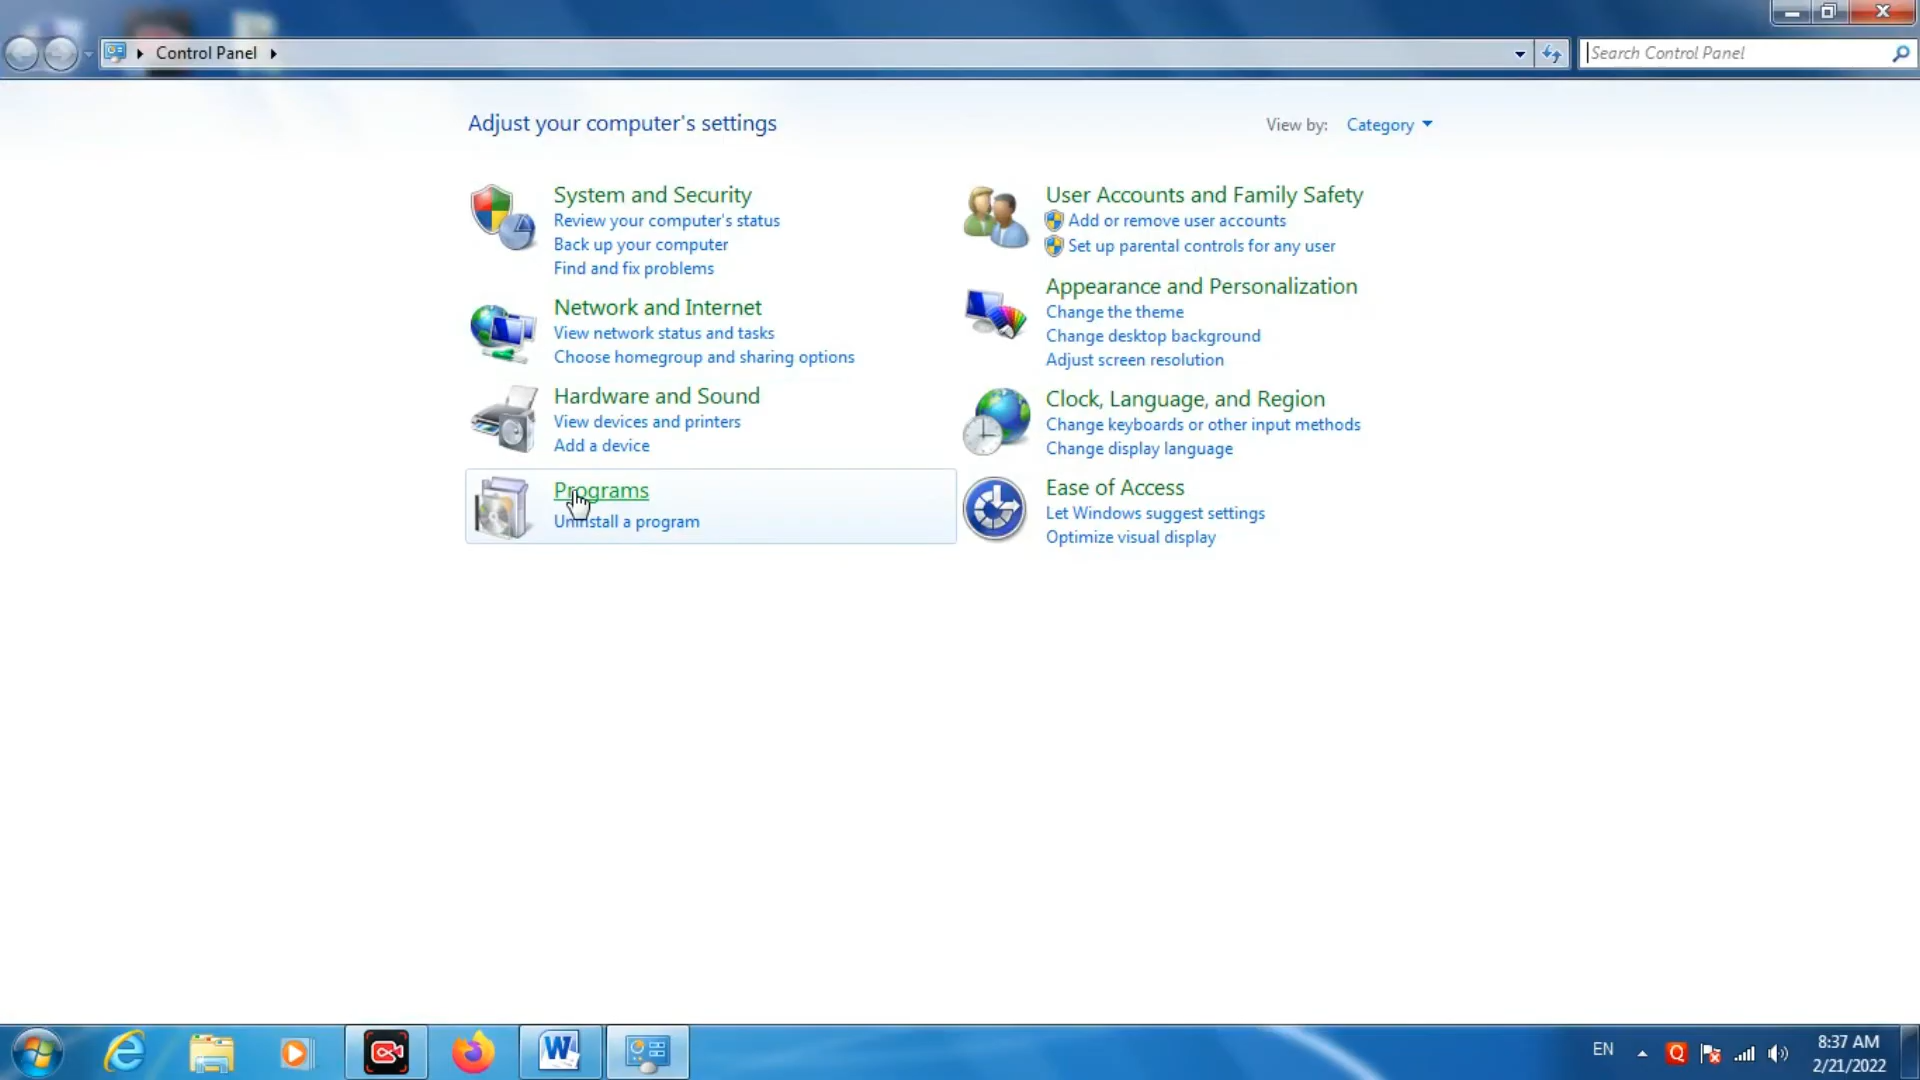 Control Panel
Search Control Panel
Adjust your computer's settings
View by: Category
System and Security
Review your computer's status
Back up your computer
Find and fix problems
Network and Internet
View network status and tasks
Choose homegroup and sharing options
Hardware and Sound
View devices and printers
Add a device
Programs
Uninstall a program
User Accounts and Family Safety
Add or remove user accounts
Set up parental controls for any user
Appearance and Personalization
Change the theme
Change desktop background
Adjust screen resolution
Clock, Language, and Region
Change keyboards or other input methods
Change display language
Ease of Access
Let Windows suggest settings
Optimize visual display
W
EN
Q
8:37 AM
2/21/2022